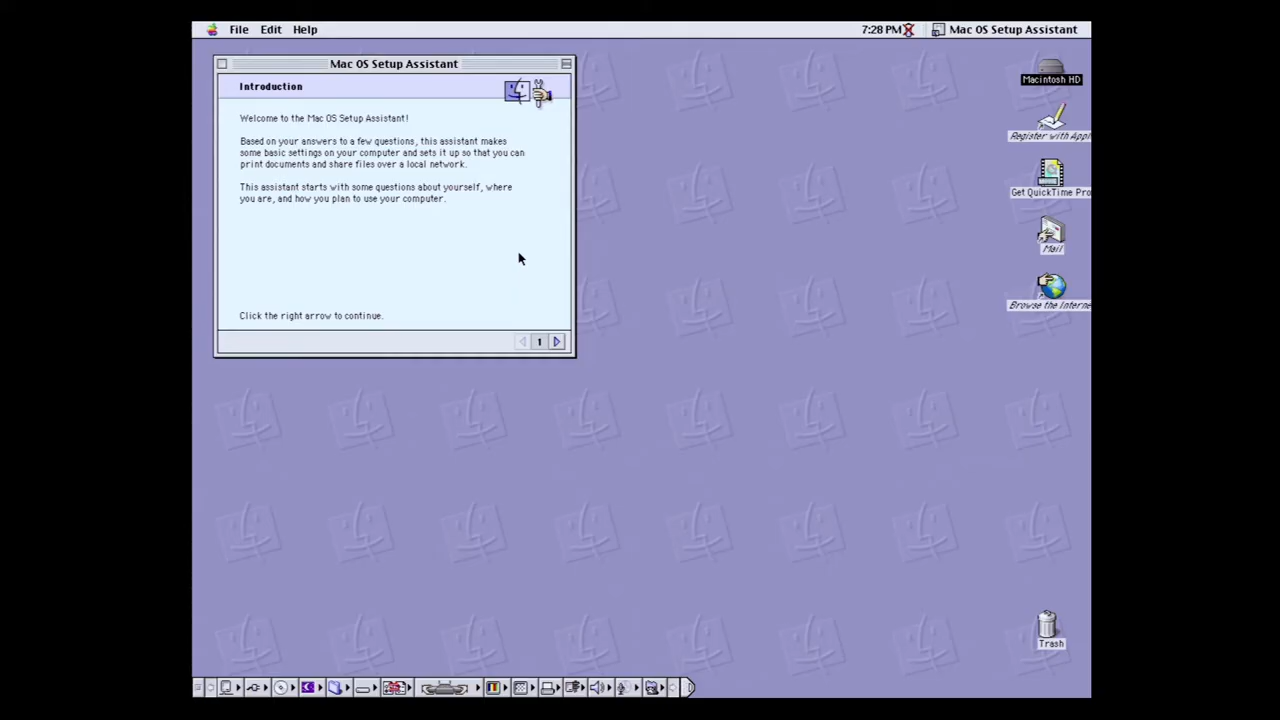 File Edit Help
7:28 PM
Mac OS Setup Assistant
Mac OS Setup Assistant
Introduction
Welcome to the Mac OS Setup Assistant!
Based on your answers to a few questions, this assistant makes
some basic settings on your computer and sets it up so that you can
print documents and share files over a local network.
This assistant starts with some questions about yourself, where
you are, and how you plan to use your computer.
Click the right arrow to continue.
1
Macintosh HD
Register with Appl
Get QuickTime Pro
Mail
Browse the Interne
Trash